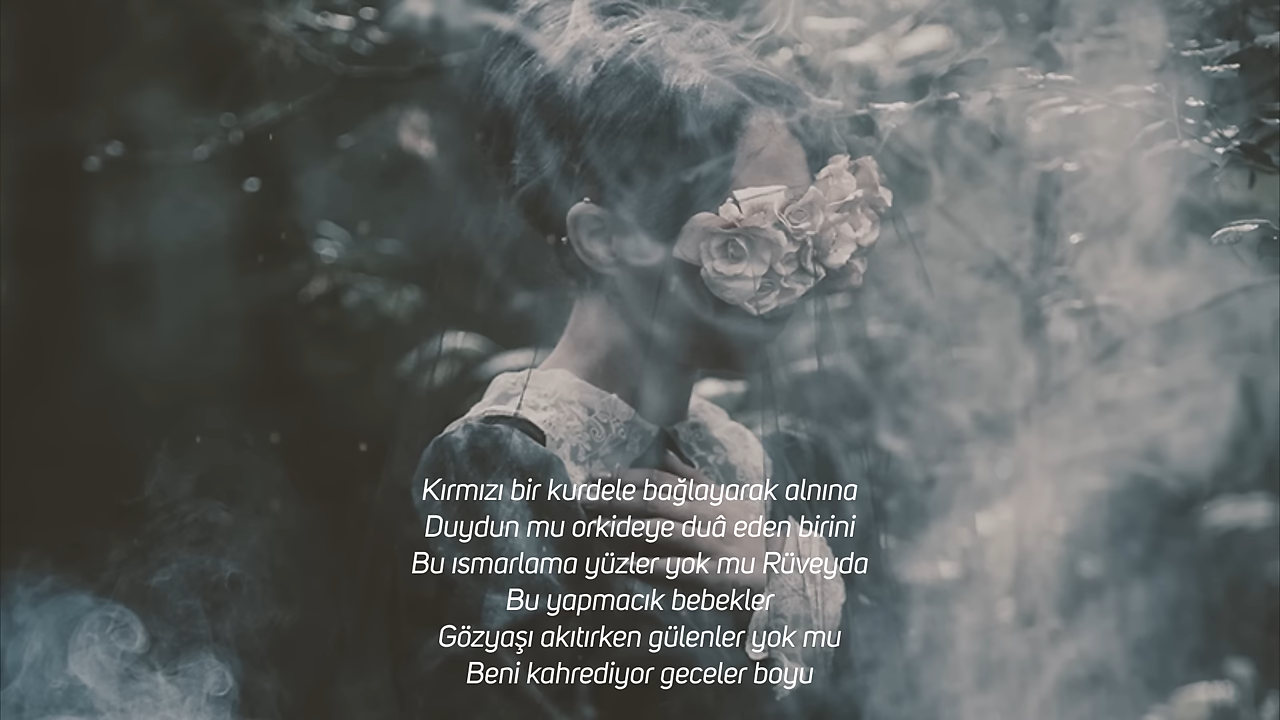 Kırmızı bir kurdele bağlayarak alnına
Duydun mu orkideye duâ eden birini
Bu ısmarlama yüzler yok mu Rüveyda
Bu yapmacık bebekler
Gözyaşı akıtırken gülenler yok mu
Beni kahrediyor geceler boyu